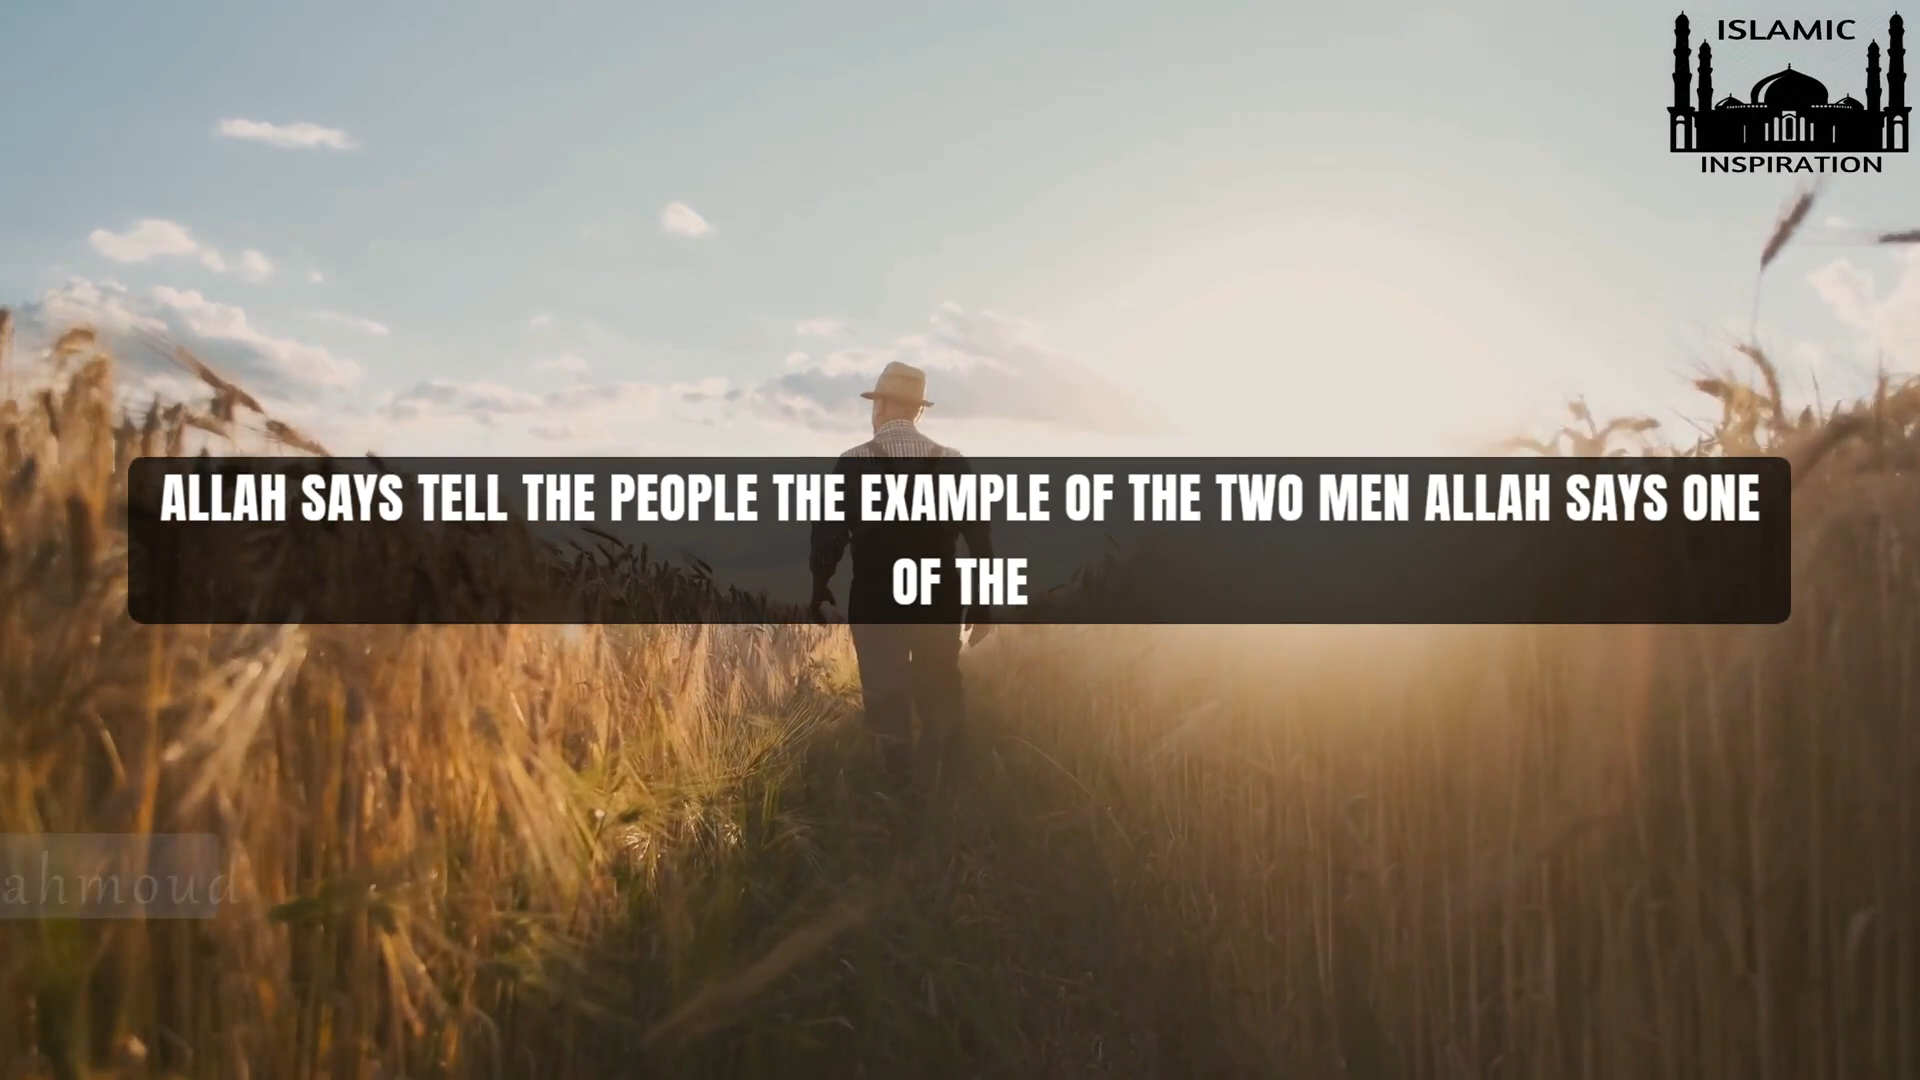 ISLAMIC
INSPIRATION
ALLAH SAYS TELL THE PEOPLE THE EXAMPLE OF THE TWO MEN ALLAH SAYS ONE
OF THE
ahmoud